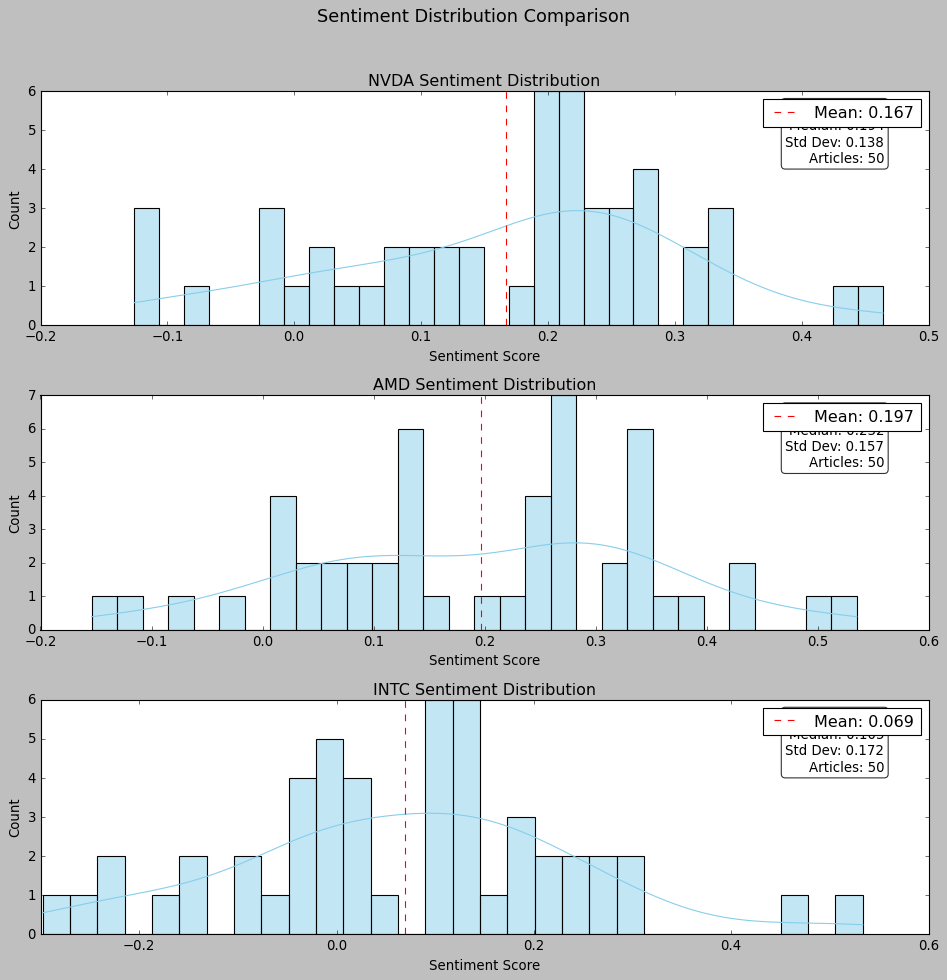 Sentiment Distribution Comparison
NVDA Sentiment Distribution
6
5
4
3
2
1
0
Count
Mean: 0.167
Std Dev: 0.138
Articles: 50
−0.2 −0.1 0.0 0.1 0.2 0.3 0.4 0.5
Sentiment Score
AMD Sentiment Distribution
7
6
5
4
3
2
1
0
Count
Mean: 0.197
Std Dev: 0.157
Articles: 50
−0.2 −0.1 0.0 0.1 0.2 0.3 0.4 0.5 0.6
Sentiment Score
INTC Sentiment Distribution
6
5
4
3
2
1
0
Count
Mean: 0.069
Std Dev: 0.172
Articles: 50
−0.2 0.0 0.2 0.4 0.6
Sentiment Score